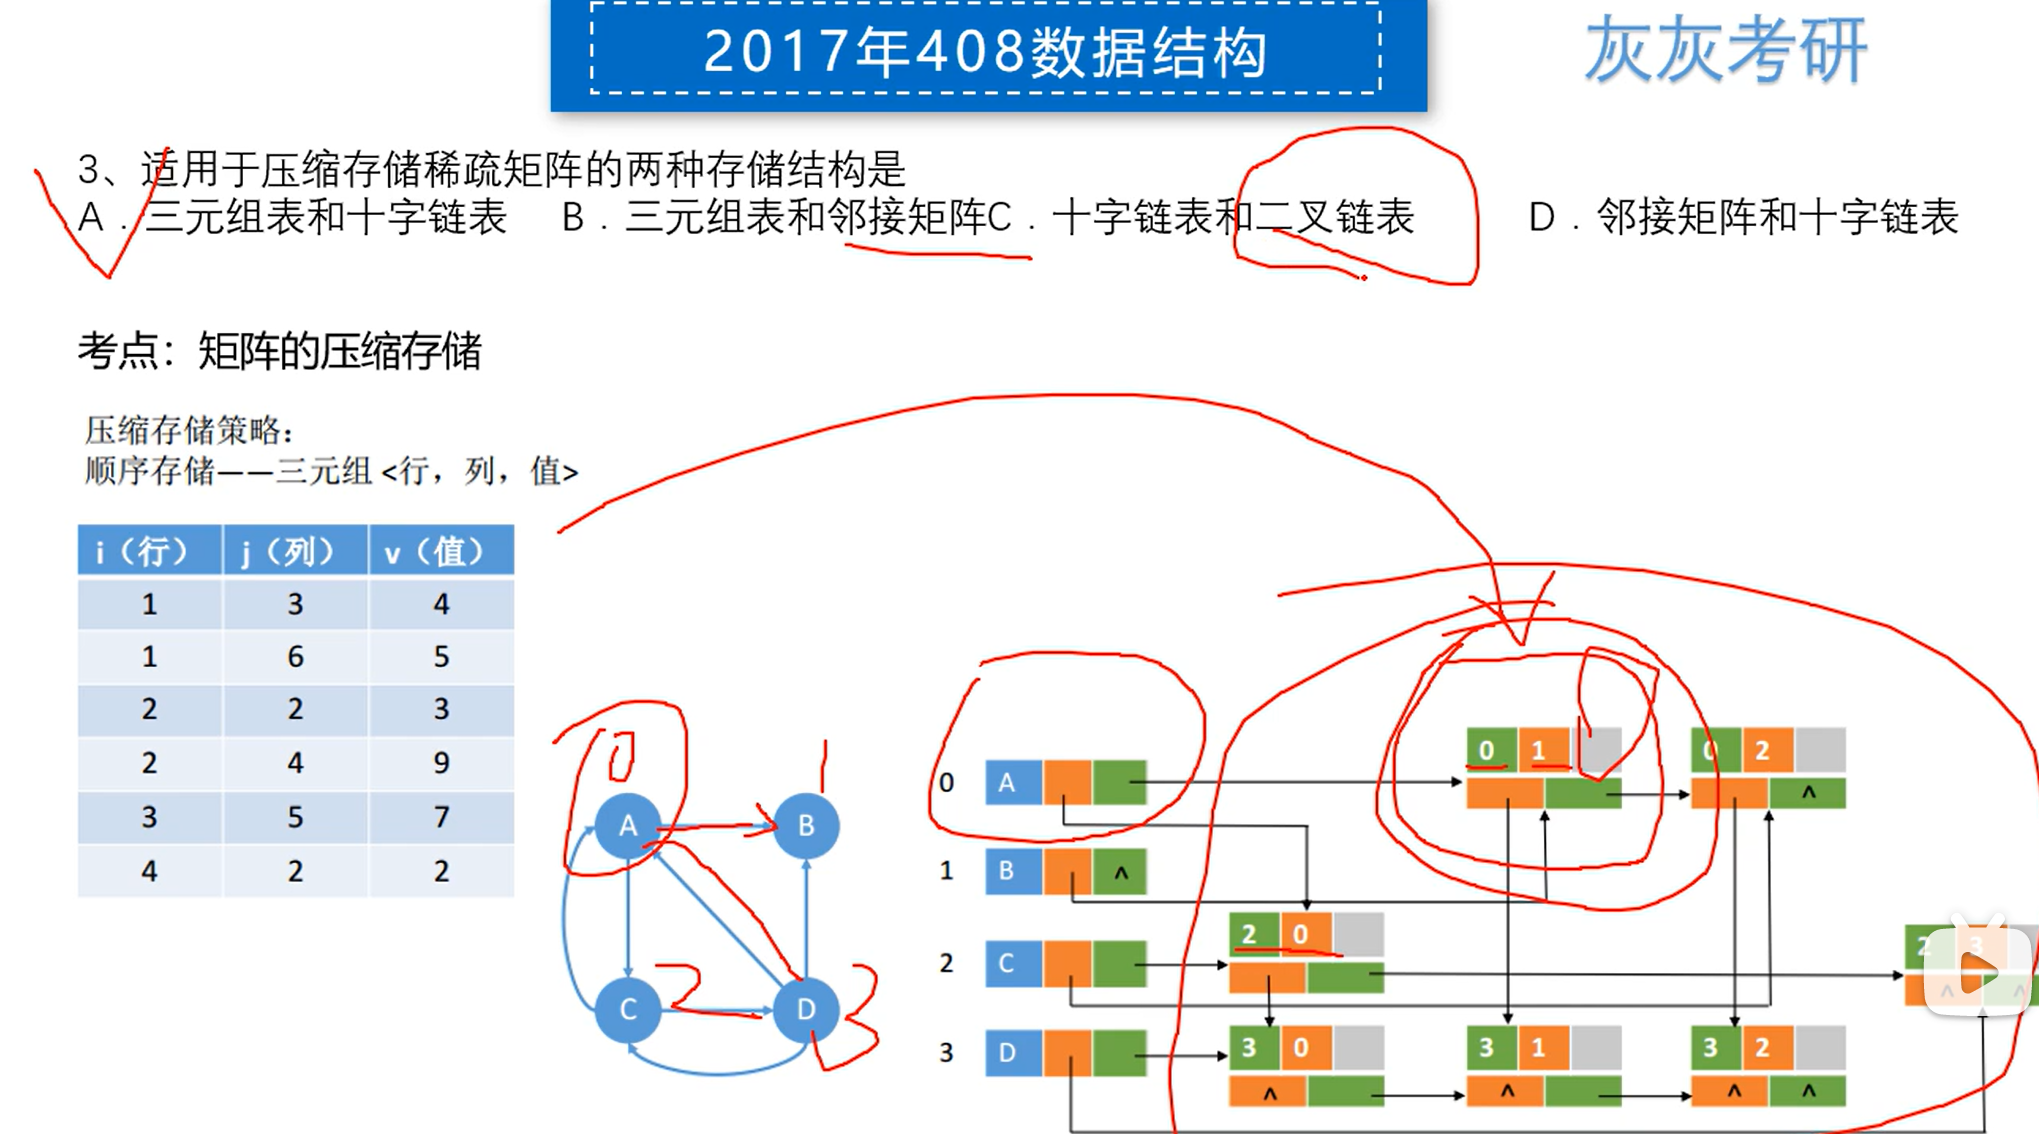 2017年408数据结构
灰灰考研
3、适用于压缩存储稀疏矩阵的两种存储结构是
A．三元组表和十字链表 B．三元组表和邻接矩阵C．十字链表和二叉链表 D．邻接矩阵和十字链表
考点：矩阵的压缩存储
压缩存储策略：
顺序存储——三元组 <行，列，值>
i（行） j（列） v（值）
1 3 4
1 6 5
2 2 3
2 4 9
3 5 7
4 2 2
0 1
A B
C 2 D 3
0 A 0 1 0 2 ^
1 B ^
2 C 2 0 2 3 ^ ^
3 D 3 0 3 1 3 2
^ ^ ^ ^